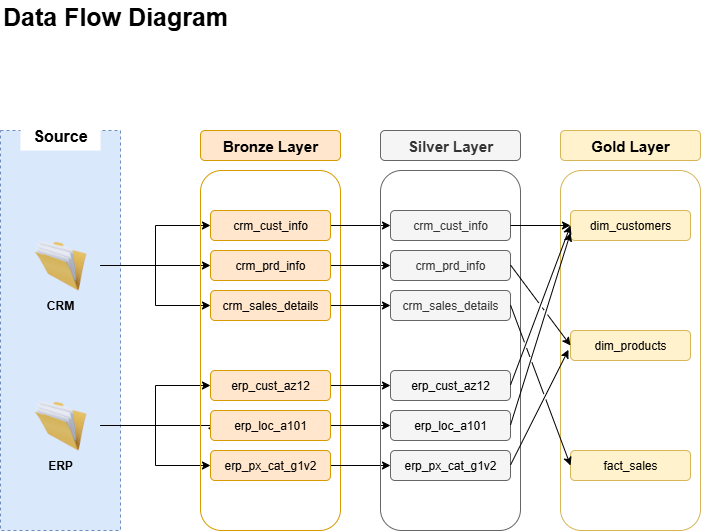 Data Flow Diagram
Source
Bronze Layer
Silver Layer
Gold Layer
CRM
crm_cust_info
crm_prd_info
crm_sales_details
ERP
erp_cust_az12
erp_loc_a101
erp_px_cat_g1v2
crm_cust_info
crm_prd_info
crm_sales_details
erp_cust_az12
erp_loc_a101
erp_px_cat_g1v2
dim_customers
dim_products
fact_sales